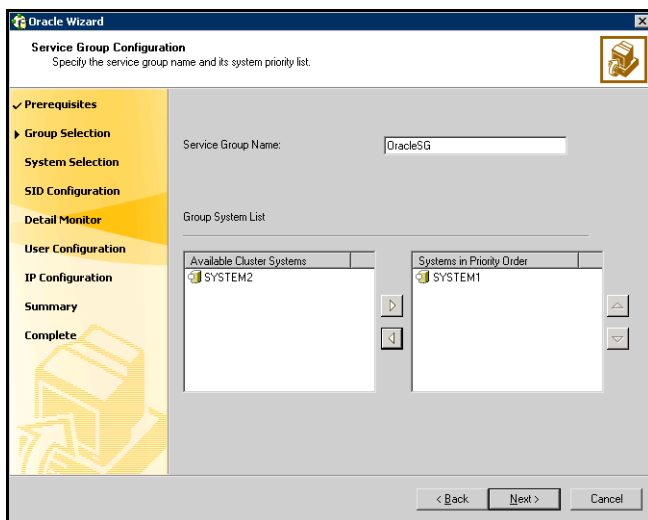 Oracle Wizard
Service Group Configuration
Specify the service group name and its system priority list.
Prerequisites
Group Selection
System Selection
SID Configuration
Detail Monitor
User Configuration
IP Configuration
Summary
Complete
Service Group Name:
OracleSG
Group System List
Available Cluster Systems
SYSTEM2
Systems in Priority Order
SYSTEM1
< Back
Next >
Cancel